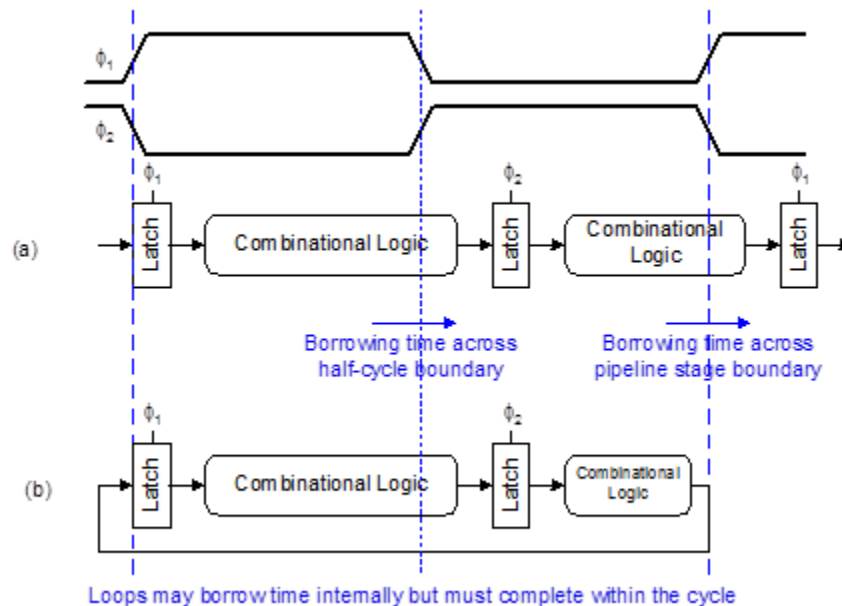 ϕ1
ϕ2
ϕ1
ϕ2
ϕ1
(a)
Latch
Combinational Logic
Latch
Combinational
Logic
Latch
Borrowing time across
half-cycle boundary
Borrowing time across
pipeline stage boundary
ϕ1
ϕ2
(b)
Latch
Combinational Logic
Latch
Combinational
Logic
Loops may borrow time internally but must complete within the cycle